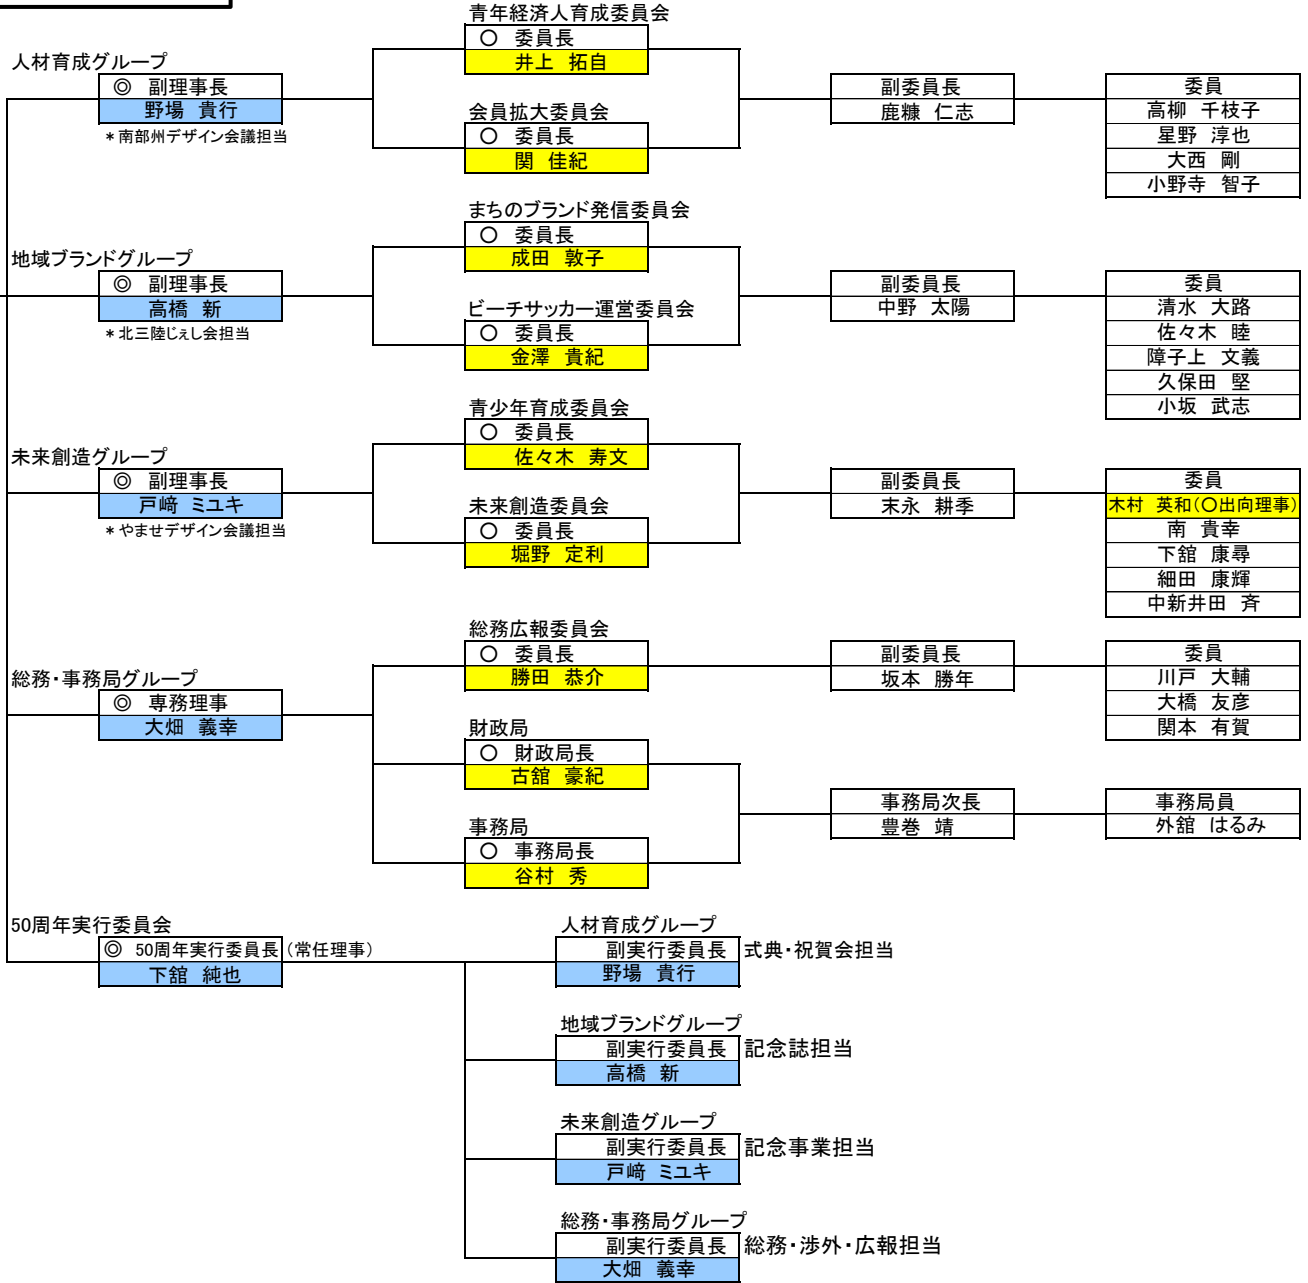 青年経済人育成委員会
○ 委員長
井上 拓自
人材育成グループ
◎ 副理事長
野場 貴行
＊南部州デザイン会議担当
会員拡大委員会
○ 委員長
関 佳紀
副委員長
鹿糠 仁志
委員
高柳 千枝子
星野 淳也
大西 剛
小野寺 智子
まちのブランド発信委員会
○ 委員長
成田 敦子
地域ブランドグループ
◎ 副理事長
高橋 新
＊北三陸じぇし会担当
ビーチサッカー運営委員会
○ 委員長
金澤 貴紀
副委員長
中野 太陽
委員
清水 大路
佐々木 睦
障子上 文義
久保田 堅
小坂 武志
青少年育成委員会
○ 委員長
佐々木 寿文
未来創造グループ
◎ 副理事長
戸﨑 ミユキ
＊やませデザイン会議担当
未来創造委員会
○ 委員長
堀野 定利
副委員長
末永 耕季
委員
木村 英和(○出向理事)
南 貴幸
下舘 康尋
細田 康輝
中新井田 斉
総務広報委員会
○ 委員長
勝田 恭介
副委員長
坂本 勝年
委員
川戸 大輔
大橋 友彦
関本 有賀
総務・事務局グループ
◎ 専務理事
大畑 義幸
財政局
○ 財政局長
古舘 豪紀
事務局
○ 事務局長
谷村 秀
事務局次長
豊巻 靖
事務局員
外舘 はるみ
50周年実行委員会
◎ 50周年実行委員長(常任理事)
下舘 純也
人材育成グループ
副実行委員長 式典・祝賀会担当
野場 貴行
地域ブランドグループ
副実行委員長 記念誌担当
高橋 新
未来創造グループ
副実行委員長 記念事業担当
戸﨑 ミユキ
総務・事務局グループ
副実行委員長 総務・渉外・広報担当
大畑 義幸